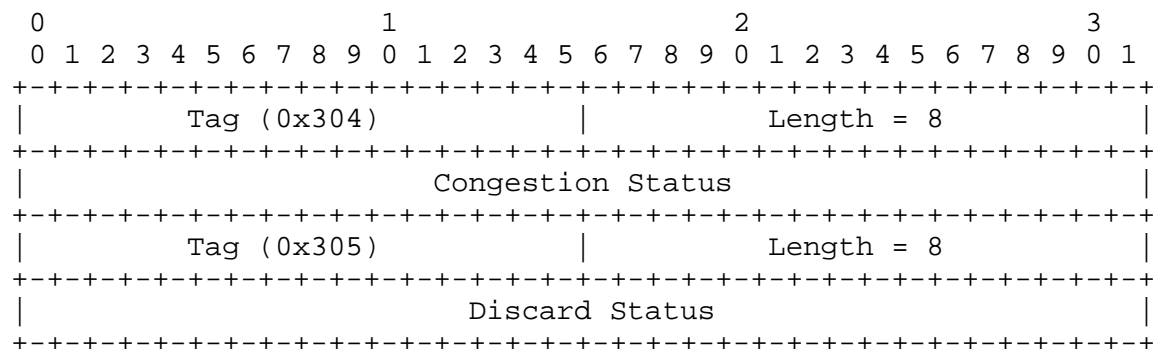 0                   1                   2                   3
 0 1 2 3 4 5 6 7 8 9 0 1 2 3 4 5 6 7 8 9 0 1 2 3 4 5 6 7 8 9 0 1
+-+-+-+-+-+-+-+-+-+-+-+-+-+-+-+-+-+-+-+-+-+-+-+-+-+-+-+-+-+-+-+-+
|         Tag (0x304)           |          Length = 8           |
+-+-+-+-+-+-+-+-+-+-+-+-+-+-+-+-+-+-+-+-+-+-+-+-+-+-+-+-+-+-+-+-+
|                       Congestion Status                       |
+-+-+-+-+-+-+-+-+-+-+-+-+-+-+-+-+-+-+-+-+-+-+-+-+-+-+-+-+-+-+-+-+
|         Tag (0x305)           |          Length = 8           |
+-+-+-+-+-+-+-+-+-+-+-+-+-+-+-+-+-+-+-+-+-+-+-+-+-+-+-+-+-+-+-+-+
|                         Discard Status                        |
+-+-+-+-+-+-+-+-+-+-+-+-+-+-+-+-+-+-+-+-+-+-+-+-+-+-+-+-+-+-+-+-+